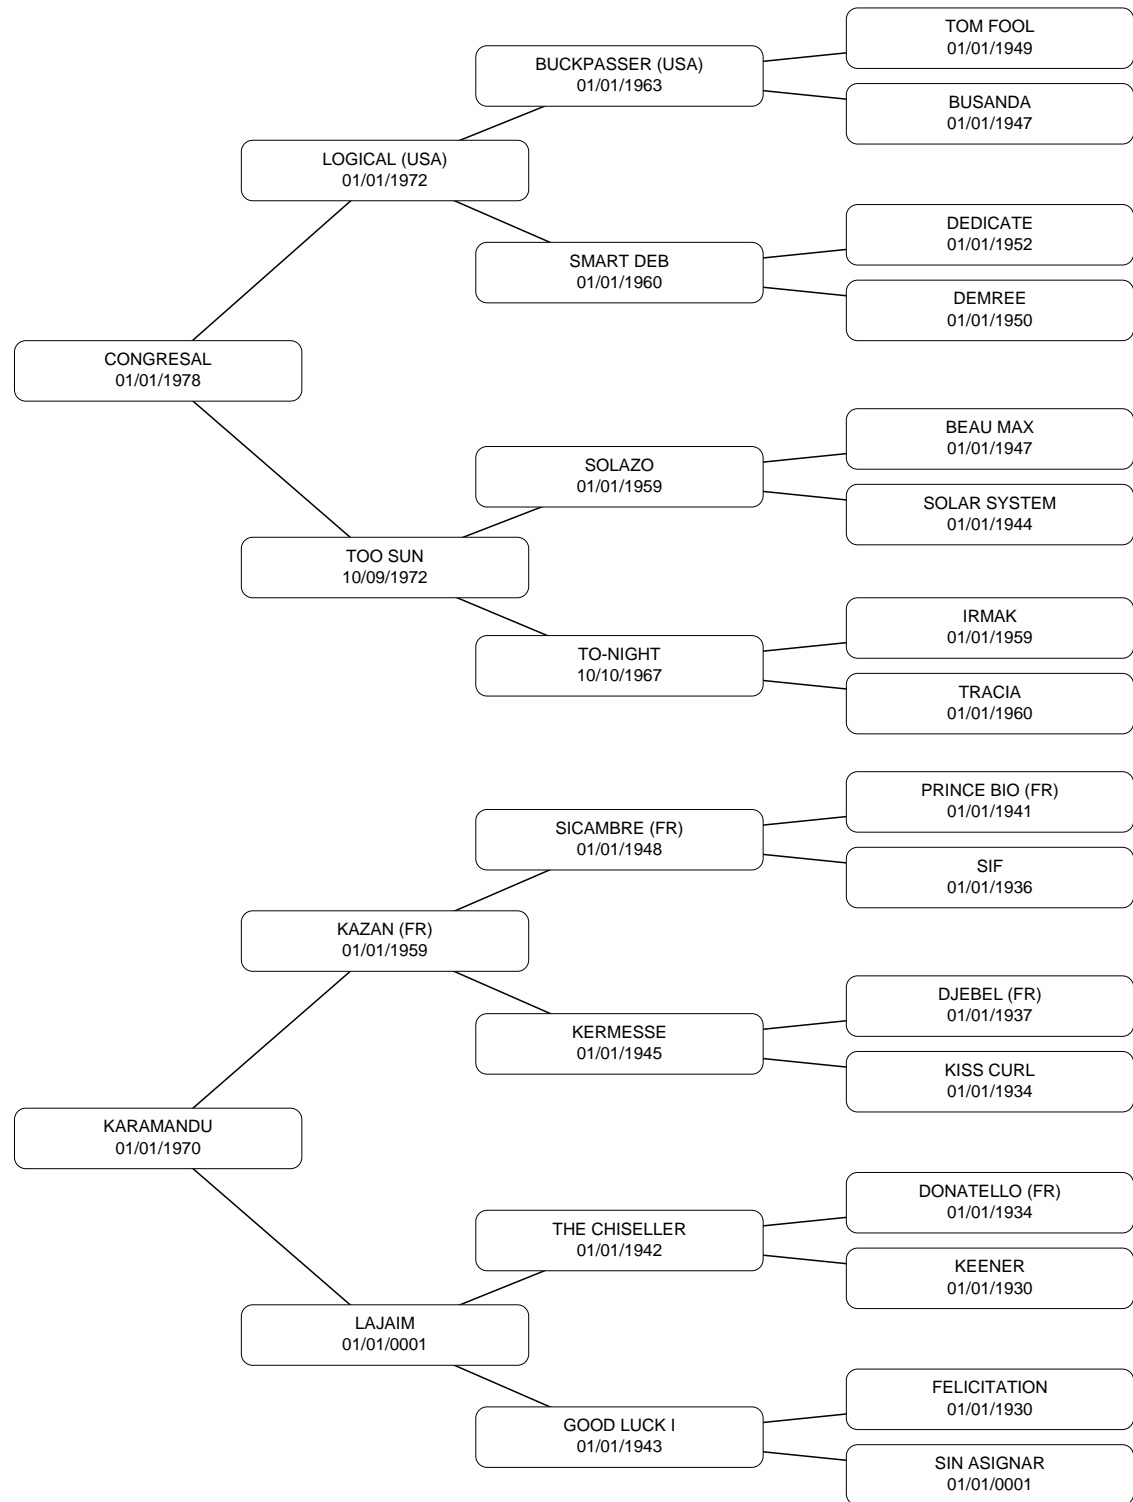 TOM FOOL
01/01/1949
BUCKPASSER (USA)
01/01/1963
BUSANDA
01/01/1947
LOGICAL (USA)
01/01/1972
DEDICATE
01/01/1952
SMART DEB
01/01/1960
DEMREE
01/01/1950
CONGRESAL
01/01/1978
BEAU MAX
01/01/1947
SOLAZO
01/01/1959
SOLAR SYSTEM
01/01/1944
TOO SUN
10/09/1972
IRMAK
01/01/1959
TO-NIGHT
10/10/1967
TRACIA
01/01/1960
PRINCE BIO (FR)
01/01/1941
SICAMBRE (FR)
01/01/1948
SIF
01/01/1936
KAZAN (FR)
01/01/1959
DJEBEL (FR)
01/01/1937
KERMESSE
01/01/1945
KISS CURL
01/01/1934
KARAMANDU
01/01/1970
DONATELLO (FR)
01/01/1934
THE CHISELLER
01/01/1942
KEENER
01/01/1930
LAJAIM
01/01/0001
FELICITATION
01/01/1930
GOOD LUCK I
01/01/1943
SIN ASIGNAR
01/01/0001